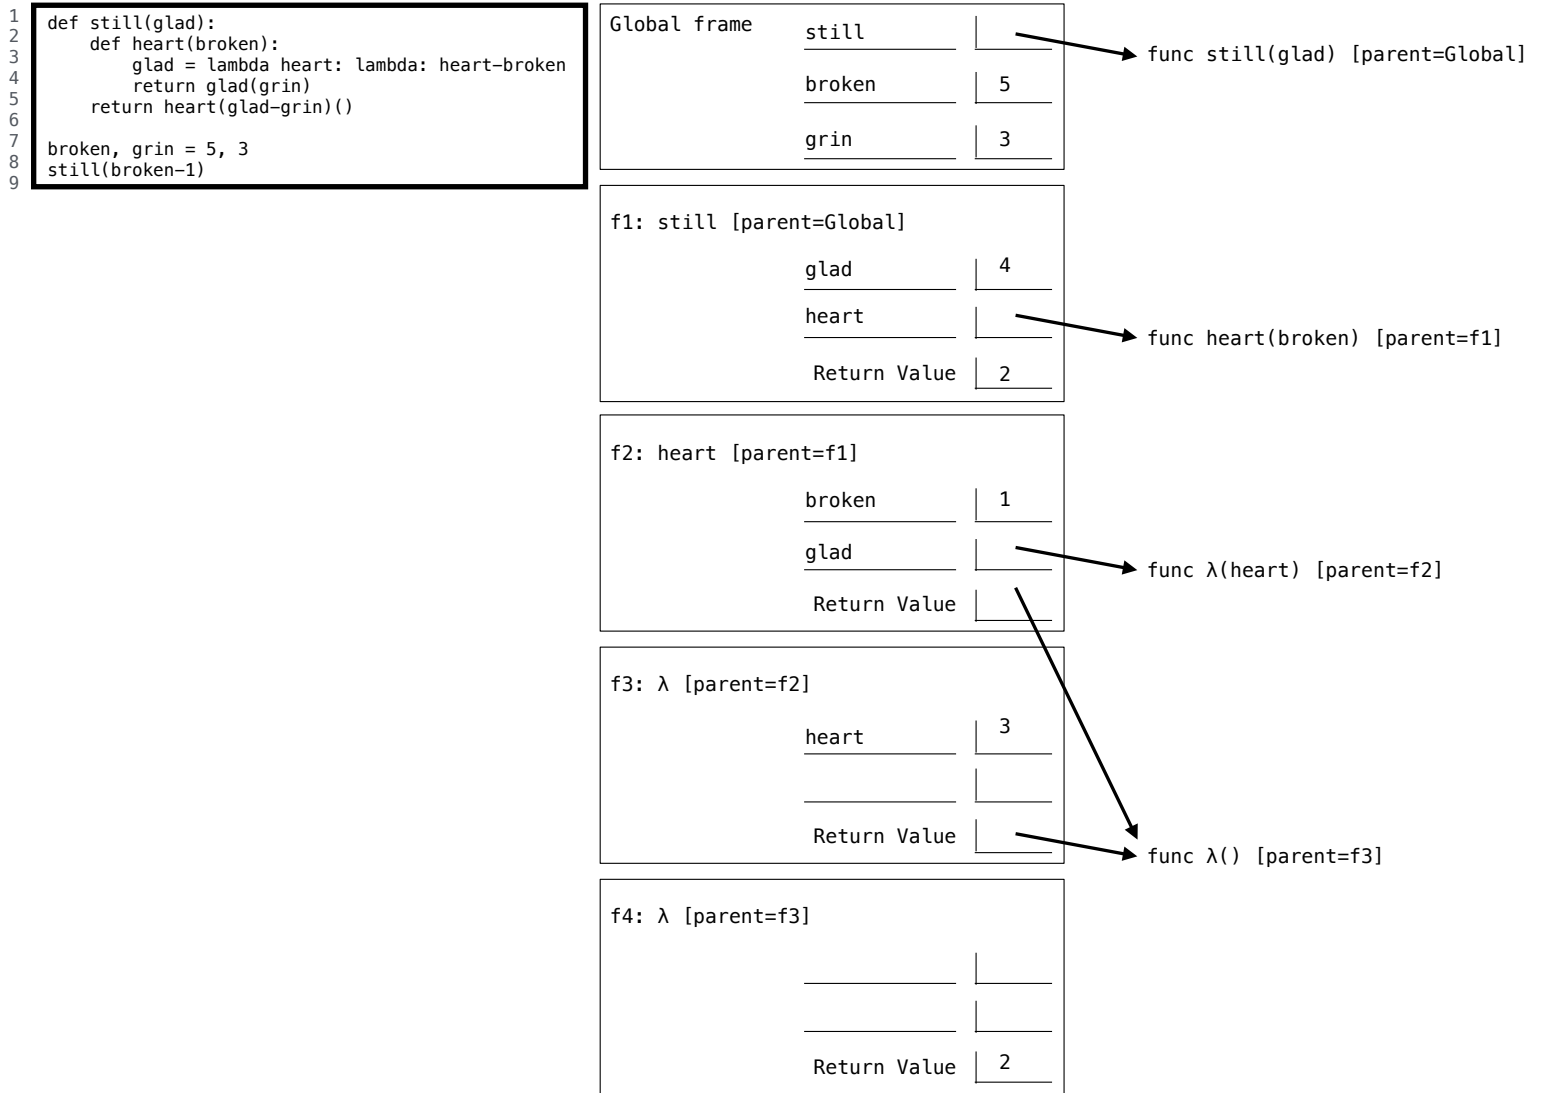 1
2
3
4
5
6
7
8
9
def still(glad):
    def heart(broken):
        glad = lambda heart: lambda: heart-broken
        return glad(grin)
    return heart(glad-grin)()

broken, grin = 5, 3
still(broken-1)
Global frame
still
func still(glad) [parent=Global]
broken 5
grin 3
f1: still [parent=Global]
glad 4
heart
func heart(broken) [parent=f1]
Return Value 2
f2: heart [parent=f1]
broken 1
glad
func λ(heart) [parent=f2]
Return Value
f3: λ [parent=f2]
heart 3
Return Value
func λ() [parent=f3]
f4: λ [parent=f3]
Return Value 2